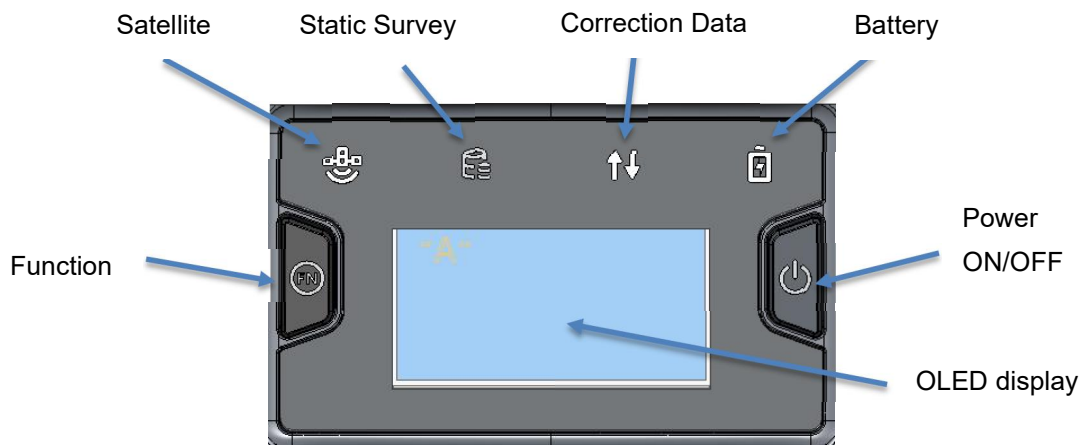 Satellite
Static Survey
Correction Data
Battery
Function
FN
"A"
Power
ON/OFF
OLED display